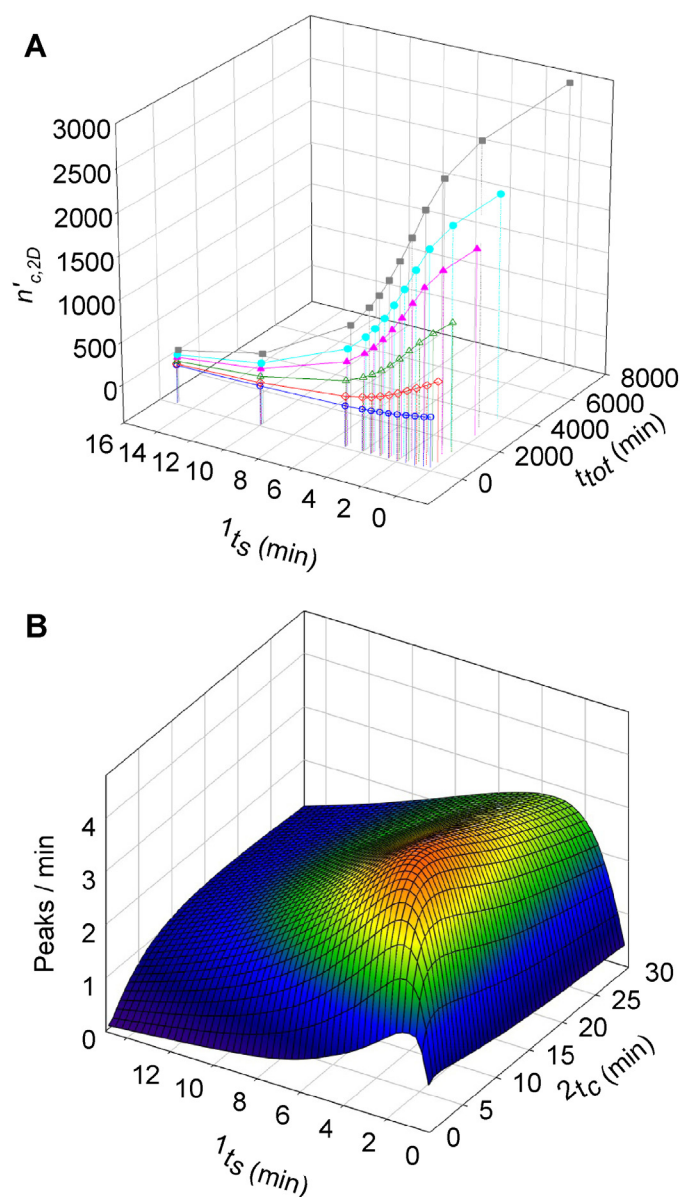 A
3000
2500
2000
1500
1000
500
0
n'c,2D
16 14 12 10 8 6 4 2 0
1ts (min)
0 2000 4000 6000 8000
ttot (min)
B
4
3
2
1
0
Peaks / min
12 10 8 6 4 2 0
1ts (min)
0 5 10 15 20 25 30
2tc (min)